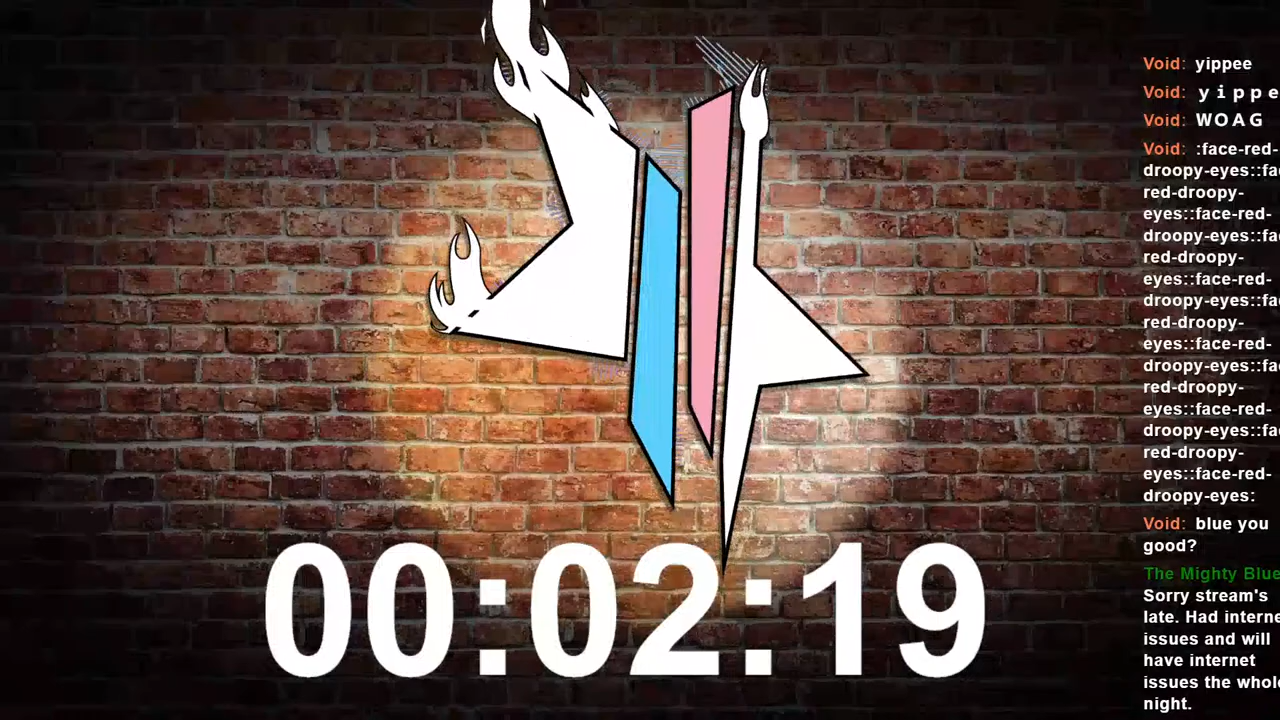 Void: yippee
Void: y i p p e
Void: W O A G
Void: :face-red-
droopy-eyes::fa
red-droopy-
eyes::face-red-
droopy-eyes::fa
red-droopy-
eyes::face-red-
droopy-eyes::fa
red-droopy-
eyes::face-red-
droopy-eyes::fa
red-droopy-
eyes::face-red-
droopy-eyes::fa
red-droopy-
eyes::face-red-
droopy-eyes:
Void: blue you
good?
The Mighty Blue
Sorry stream's
late. Had interne
issues and will
have internet
issues the whol
night.
00:02:19